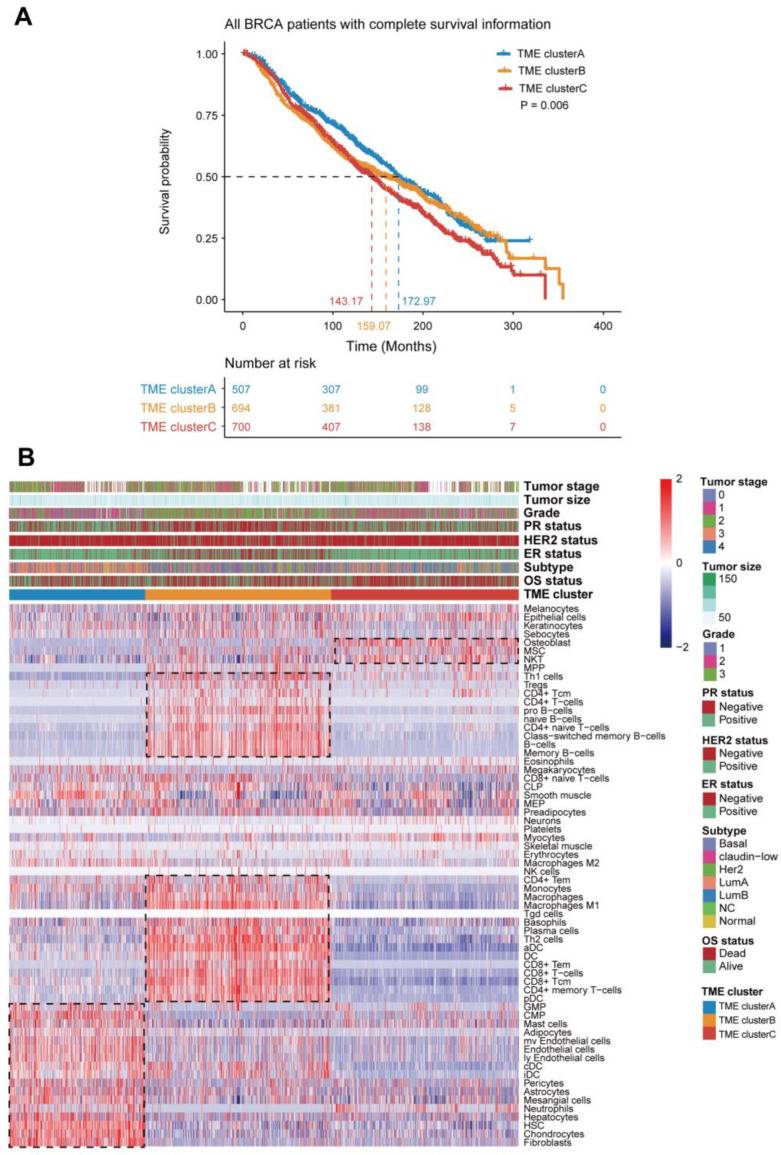 A
All BRCA patients with complete survival information
TME clusterA
TME clusterB
TME clusterC
P = 0.006
Survival probability
1.00
0.75
0.50
0.25
0.00
143.17
159.07
172.97
0
100
200
300
400
Time (Months)
Number at risk
TME clusterA 507 307 99 1 0
TME clusterB 694 381 128 5 0
TME clusterC 700 407 138 7 0
B
Tumor stage
Tumor size
Grade
PR status
HER2 status
ER status
Subtype
OS status
TME cluster
Melanocytes
Epithelial cells
Keratinocytes
Sebocytes
Osteoblast
MSC
NKT
MPP
Th1 cells
Tregs
CD4+ Tcm
CD4+ T−cells
pro B−cells
naive B−cells
CD4+ naive T−cells
Class−switched memory B−cells
B−cells
Memory B−cells
Eosinophils
Megakaryocytes
CD8+ naive T−cells
CLP
Smooth muscle
MEP
Preadipocytes
Neurons
Platelets
Myocytes
Skeletal muscle
Erythrocytes
Macrophages M2
NK cells
CD4+ Tem
Monocytes
Macrophages
Macrophages M1
Tgd cells
Basophils
Plasma cells
Th2 cells
aDC
DC
CD8+ Tem
CD8+ T−cells
CD8+ Tcm
CD4+ memory T−cells
pDC
GMP
CMP
Mast cells
Adipocytes
mv Endothelial cells
Endothelial cells
ly Endothelial cells
cDC
iDC
Pericytes
Astrocytes
Mesangial cells
Neutrophils
Hepatocytes
HSC
Chondrocytes
Fibroblasts
2
0
−2
Tumor stage
0
1
2
3
4
Tumor size
150
50
Grade
1
2
3
PR status
Negative
Positive
HER2 status
Negative
Positive
ER status
Negative
Positive
Subtype
Basal
claudin−low
Her2
LumA
LumB
NC
Normal
OS status
Dead
Alive
TME cluster
TME clusterA
TME clusterB
TME clusterC